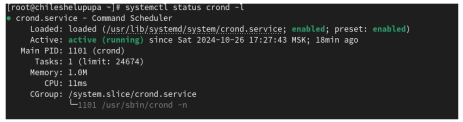 [root@chileshelupupa ~]# systemctl status crond -l
● crond.service - Command Scheduler
Loaded: loaded (/usr/lib/systemd/system/crond.service; enabled; preset: enabled)
Active: active (running) since Sat 2024-10-26 17:27:43 MSK; 18min ago
Main PID: 1101 (crond)
Tasks: 1 (limit: 24674)
Memory: 1.0M
CPU: 11ms
CGroup: /system.slice/crond.service
└─1101 /usr/sbin/crond -n